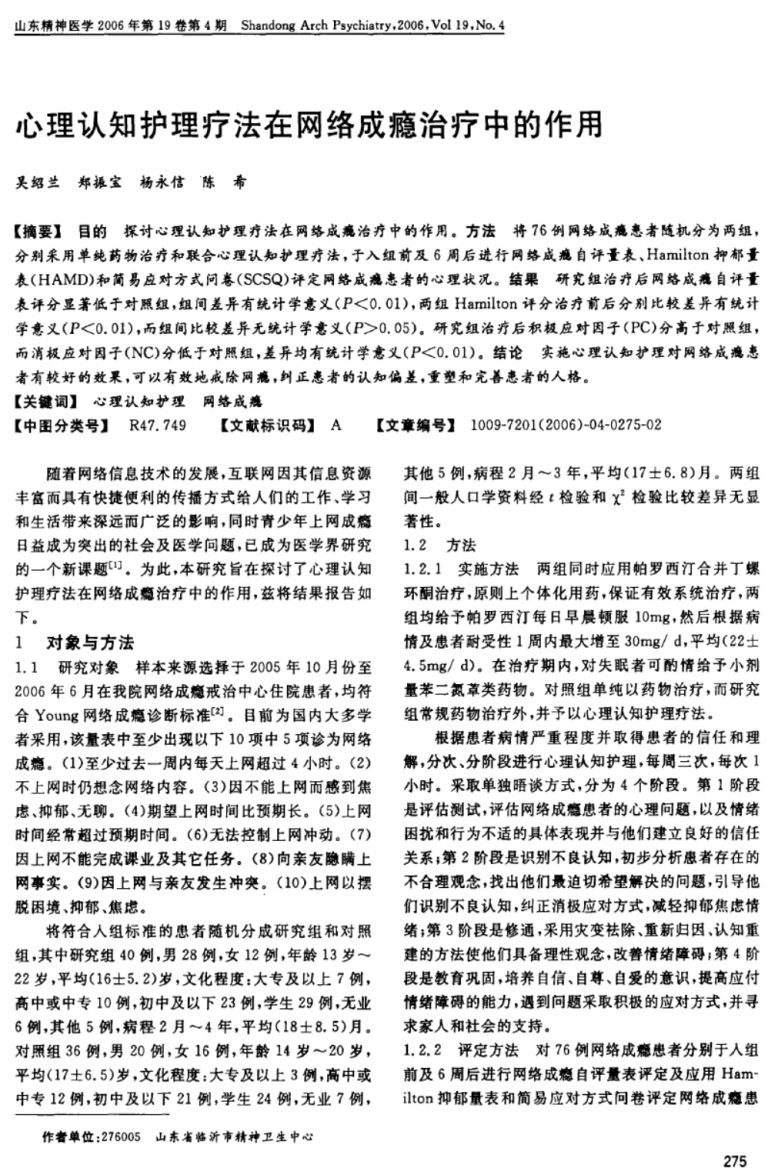 山东精神医学 2006 年第 19 卷第 4 期 Shandong Arch Psychiatry,2006,Vol 19,No.4
心理认知护理疗法在网络成瘾治疗中的作用
吴绍兰 郑振宝 杨永信 陈 希
【摘要】 目的 探讨心理认知护理疗法在网络成瘾治疗中的作用。方法 将 76 例网络成瘾患者随机分为两组，
分别采用单纯药物治疗和联合心理认知护理疗法,于入组前及 6 周后进行网络成瘾自评量表、Hamilton 抑郁量
表(HAMD)和简易应对方式问卷(SCSQ)评定网络成瘾患者的心理状况。结果 研究组治疗后网络成瘾自评量
表评分显著低于对照组,组间差异有统计学意义(P<0.01),两组 Hamilton 评分治疗前后分别比较差异有统计
学意义(P<0.01),而组间比较差异无统计学意义(P>0.05)。研究组治疗后积极应对因子(PC)分高于对照组，
而消极应对因子(NC)分低于对照组,差异均有统计学意义(P<0.01)。结论 实施心理认知护理对网络成瘾患
者有较好的效果,可以有效地戒除网瘾,纠正患者的认知偏差,重塑和完善患者的人格。
【关键词】 心理认知护理 网络成瘾
【中图分类号】 R47.749 【文献标识码】 A 【文章编号】 1009-7201(2006)-04-0275-02
随着网络信息技术的发展,互联网因其信息资源
丰富而具有快捷便利的传播方式给人们的工作、学习
和生活带来深远而广泛的影响,同时青少年上网成瘾
日益成为突出的社会及医学问题,已成为医学界研究
的一个新课题[1]。为此,本研究旨在探讨了心理认知
护理疗法在网络成瘾治疗中的作用,兹将结果报告如
下。
1 对象与方法
1.1 研究对象 样本来源选择于 2005 年 10 月份至
2006 年 6 月在我院网络成瘾戒治中心住院患者,均符
合 Young 网络成瘾诊断标准[2]。目前为国内大多学
者采用,该量表中至少出现以下 10 项中 5 项诊为网络
成瘾。(1)至少过去一周内每天上网超过 4 小时。(2)
不上网时仍想念网络内容。(3)因不能上网而感到焦
虑、抑郁、无聊。(4)期望上网时间比预期长。(5)上网
时间经常超过预期时间。(6)无法控制上网冲动。(7)
因上网不能完成课业及其它任务。(8)向亲友隐瞒上
网事实。(9)因上网与亲友发生冲突。(10)上网以摆
脱困境、抑郁、焦虑。
将符合入组标准的患者随机分成研究组和对照
组,其中研究组 40 例,男 28 例,女 12 例,年龄 13 岁～
22 岁,平均(16±5.2)岁,文化程度:大专及以上 7 例，
高中或中专 10 例,初中及以下 23 例,学生 29 例,无业
6 例,其他 5 例,病程 2 月～4 年,平均(18±8.5)月。
对照组 36 例,男 20 例,女 16 例,年龄 14 岁～20 岁，
平均(17±6.5)岁,文化程度:大专及以上 3 例,高中或
中专 12 例,初中及以下 21 例,学生 24 例,无业 7 例，
其他 5 例,病程 2 月～3 年,平均(17±6.8)月。两组
间一般人口学资料经 t 检验和 χ² 检验比较差异无显
著性。
1.2 方法
1.2.1 实施方法 两组同时应用帕罗西汀合并丁螺
环酮治疗,原则上个体化用药,保证有效系统治疗,两
组均给予帕罗西汀每日早晨顿服 10mg,然后根据病
情及患者耐受性 1 周内最大增至 30mg/ d,平均(22±
4.5mg/ d)。在治疗期内,对失眠者可酌情给予小剂
量苯二氮䓬类药物。对照组单纯以药物治疗,而研究
组常规药物治疗外,并予以心理认知护理疗法。
根据患者病情严重程度并取得患者的信任和理
解,分次、分阶段进行心理认知护理,每周三次,每次 1
小时。采取单独晤谈方式,分为 4 个阶段。第 1 阶段
是评估测试,评估网络成瘾患者的心理问题,以及情绪
困扰和行为不适的具体表现并与他们建立良好的信任
关系;第 2 阶段是识别不良认知,初步分析患者存在的
不合理观念,找出他们最迫切希望解决的问题,引导他
们识别不良认知,纠正消极应对方式,减轻抑郁焦虑情
绪;第 3 阶段是修通,采用灾变祛除、重新归因、认知重
建的方法使他们具备理性观念,改善情绪障碍;第 4 阶
段是教育巩固,培养自信、自尊、自爱的意识,提高应付
情绪障碍的能力,遇到问题采取积极的应对方式,并寻
求家人和社会的支持。
1.2.2 评定方法 对 76 例网络成瘾患者分别于入组
前及 6 周后进行网络成瘾自评量表评定及应用 Ham-
ilton 抑郁量表和简易应对方式问卷评定网络成瘾患
作者单位:276005 山东省临沂市精神卫生中心
275